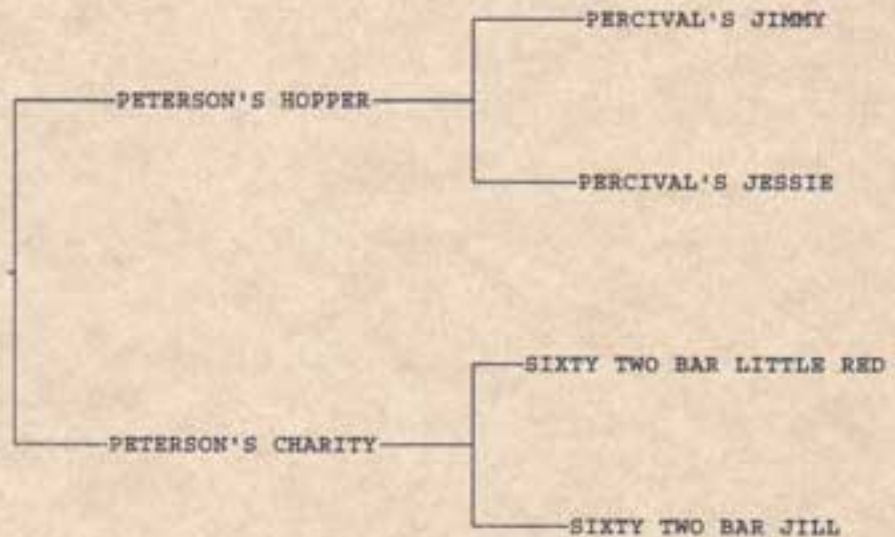 PERCIVAL'S JIMMY
PETERSON'S HOPPER
PERCIVAL'S JESSIE
SIXTY TWO BAR LITTLE RED
PETERSON'S CHARITY
SIXTY TWO BAR JILL